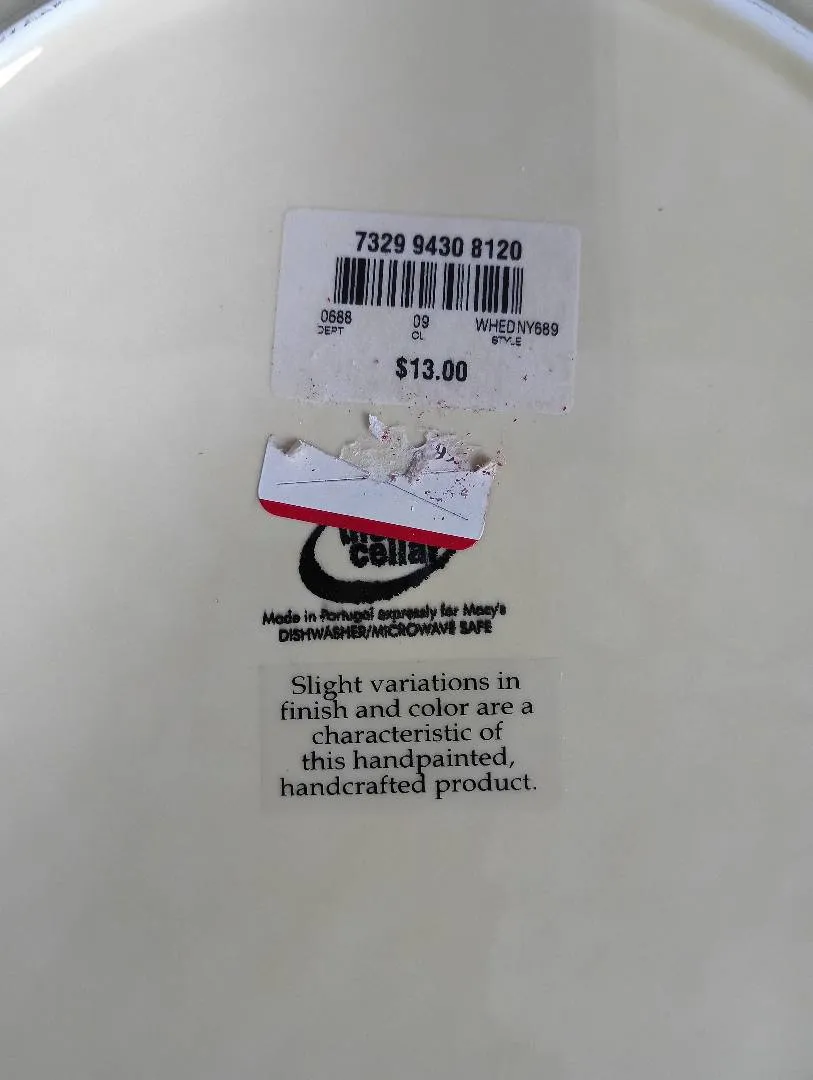 7329 9430 8120
0688 09 WHEDNY689
DEPT CL STYLE
$13.00
cellar
Made in Portugal expressly for Macy's
DISHWASHER/MICROWAVE SAFE
Slight variations in
finish and color are a
characteristic of
this handpainted,
handcrafted product.